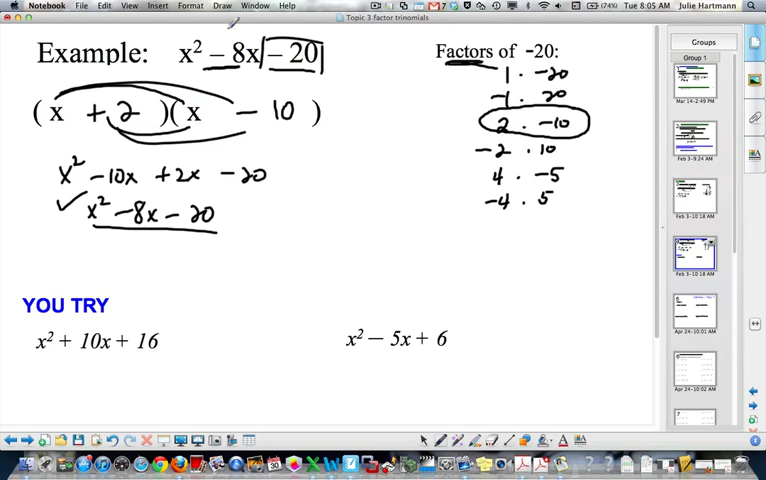 Notebook File Edit View Insert Format Draw Window Help 7 (74%) Tue 8:05 AM Julie Hartmann
Topic 3 factor trinomials
Example: x² – 8x – 20
(x + 2)(x – 10)
x² – 10x + 2x – 20
✓ x² – 8x – 20
Factors of -20:
1 · -20
-1 · 20
2 · -10
-2 · 10
4 · -5
-4 · 5
YOU TRY
x² + 10x + 16
x² – 5x + 6
Groups
Group 1
Mar 14-2:49 PM
Feb 3-9:24 AM
Feb 3-10:18 AM
Feb 3-10:18 AM
Apr 24-10:01 AM
Apr 24-10:02 AM
7